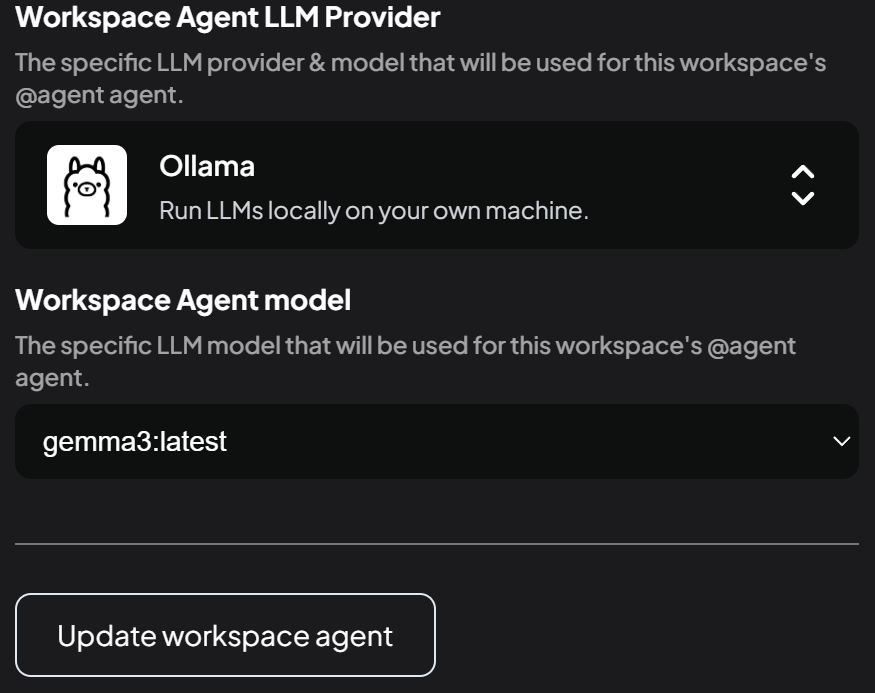 Workspace Agent LLM Provider
The specific LLM provider & model that will be used for this workspace's
@agent agent.
Ollama
Run LLMs locally on your own machine.
Workspace Agent model
The specific LLM model that will be used for this workspace's @agent
agent.
gemma3:latest
Update workspace agent